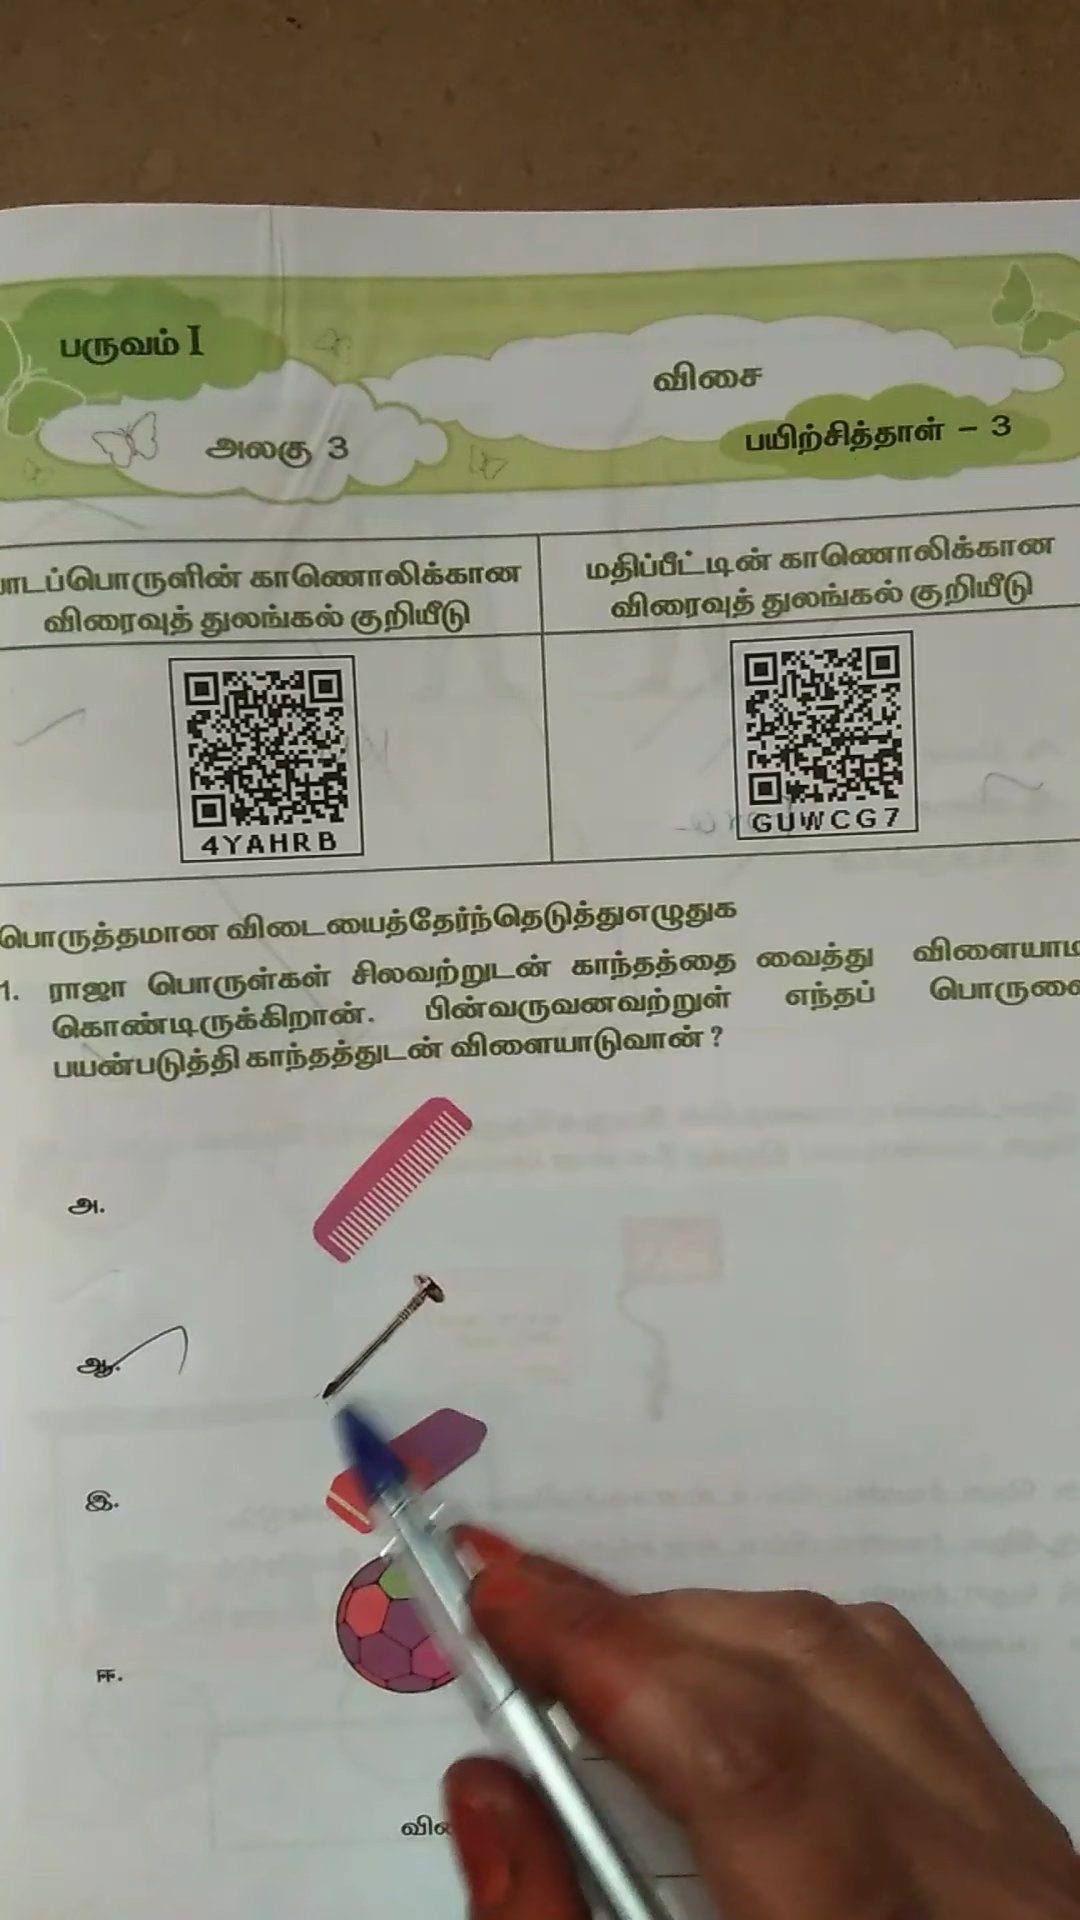 பருவம் I
விசை
அலகு 3
பயிற்சித்தாள் - 3
பாடப்பொருளின் காணொலிக்கான
விரைவுத் துலங்கல் குறியீடு
மதிப்பீட்டின் காணொலிக்கான
விரைவுத் துலங்கல் குறியீடு
4YAHRB
GUWCG7
பொருத்தமான விடையைத்தேர்ந்தெடுத்துஎழுதுக
1. ராஜா பொருள்கள் சிலவற்றுடன் காந்தத்தை வைத்து விளையாடி
கொண்டிருக்கிறான். பின்வருவனவற்றுள் எந்தப் பொருளை
பயன்படுத்தி காந்தத்துடன் விளையாடுவான் ?
அ.
ஆ.
இ.
ஈ.